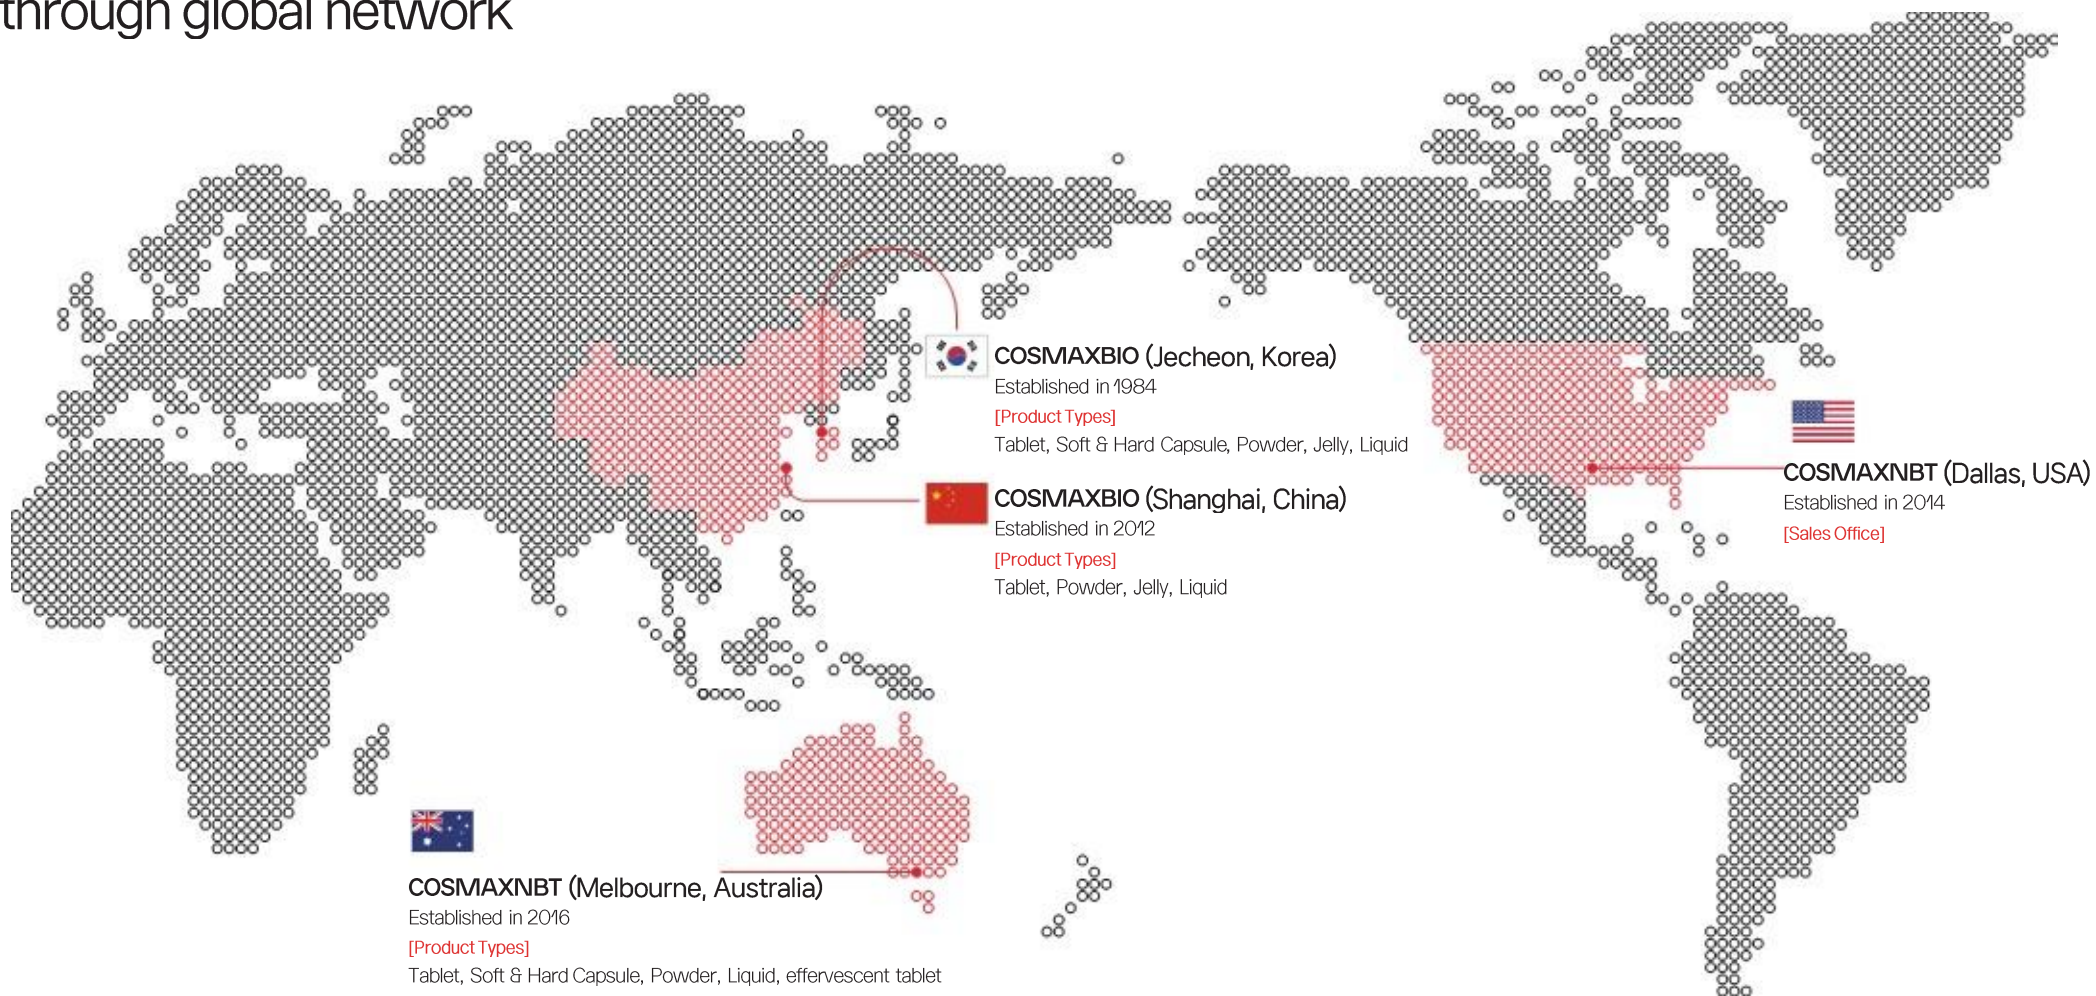 through global network
COSMAXBIO (Jecheon, Korea)
Established in 1984
[Product Types]
Tablet, Soft & Hard Capsule, Powder, Jelly, Liquid
COSMAXBIO (Shanghai, China)
Established in 2012
[Product Types]
Tablet, Powder, Jelly, Liquid
COSMAXNBT (Dallas, USA)
Established in 2014
[Sales Office]
COSMAXNBT (Melbourne, Australia)
Established in 2016
[Product Types]
Tablet, Soft & Hard Capsule, Powder, Liquid, effervescent tablet